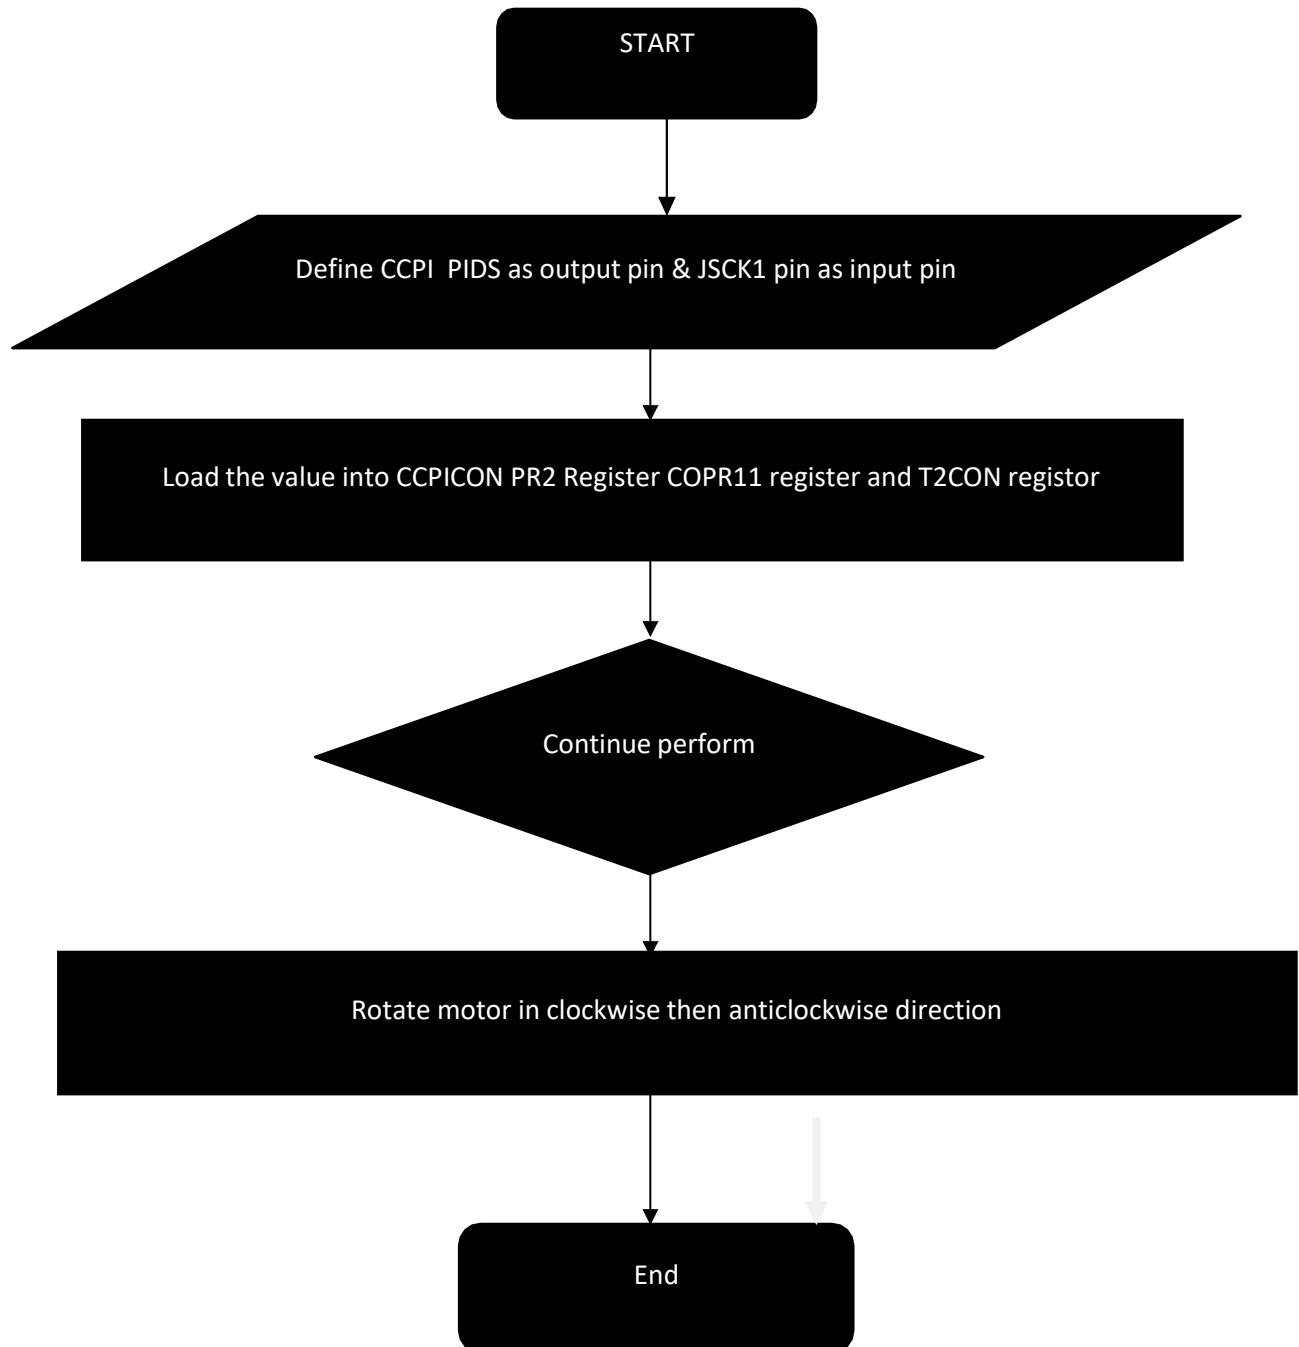 START
Define CCPI  PIDS as output pin & JSCK1 pin as input pin
Load the value into CCPICON PR2 Register COPR11 register and T2CON registor
Continue perform
Rotate motor in clockwise then anticlockwise direction
End